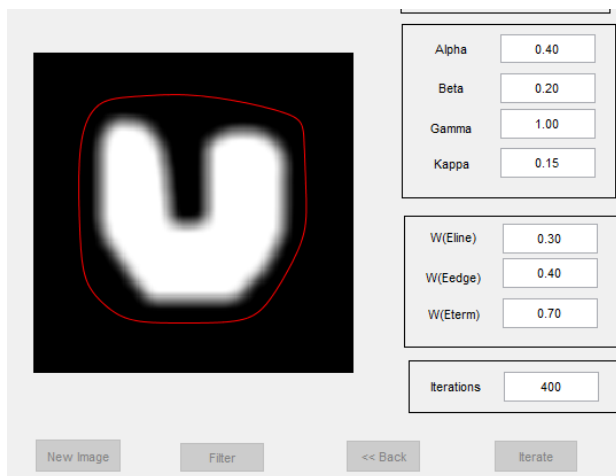 Alpha 0.40
Beta 0.20
Gamma 1.00
Kappa 0.15
W(Eline) 0.30
W(Eedge) 0.40
W(Eterm) 0.70
Iterations 400
New Image Filter << Back Iterate